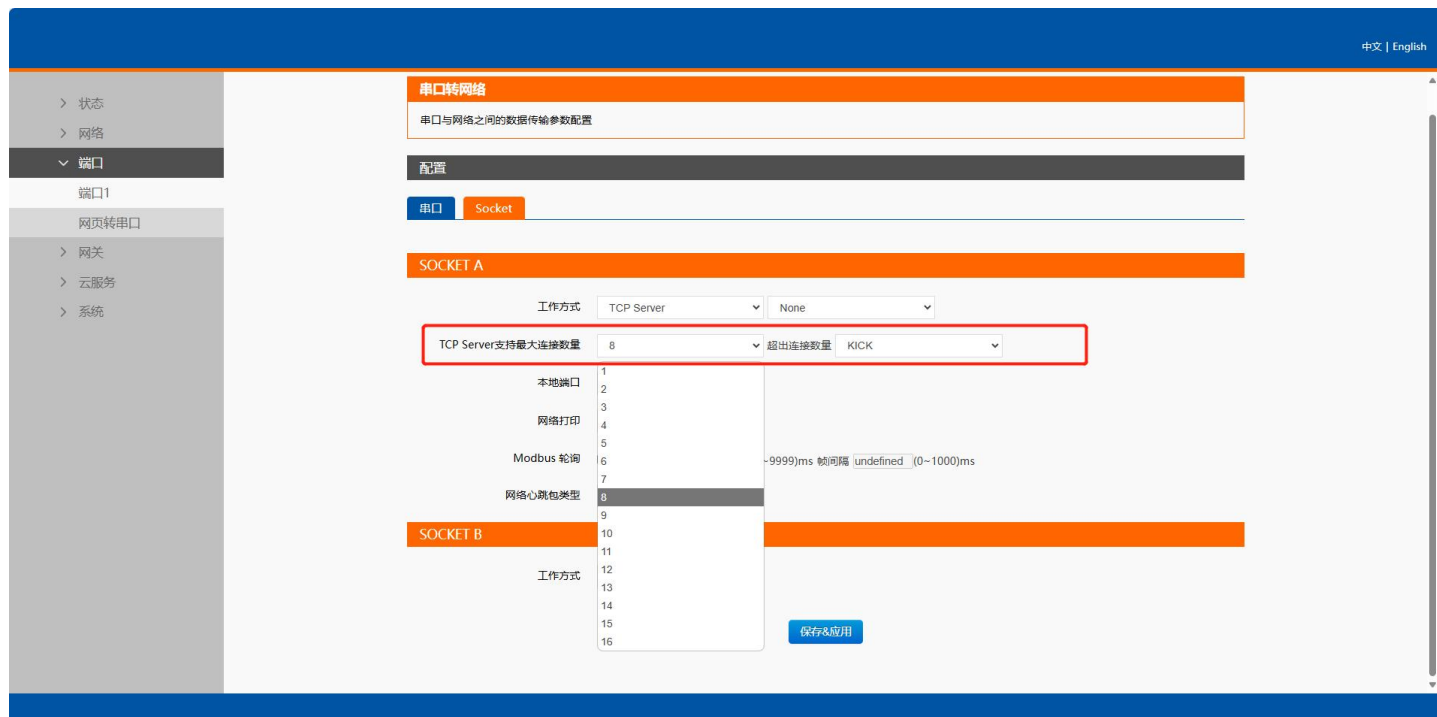 中文 | English
状态
网络
端口
端口1
网页转串口
网关
云服务
系统
串口转网络
串口与网络之间的数据传输参数配置
配置
串口 Socket
SOCKET A
工作方式 TCP Server None
TCP Server支持最大连接数量 8 超出连接数量 KICK
本地端口
网络打印
Modbus 轮询 ~9999)ms 帧间隔 undefined (0~1000)ms
网络心跳包类型
1
2
3
4
5
6
7
8
9
10
11
12
13
14
15
16
SOCKET B
工作方式
保存&应用